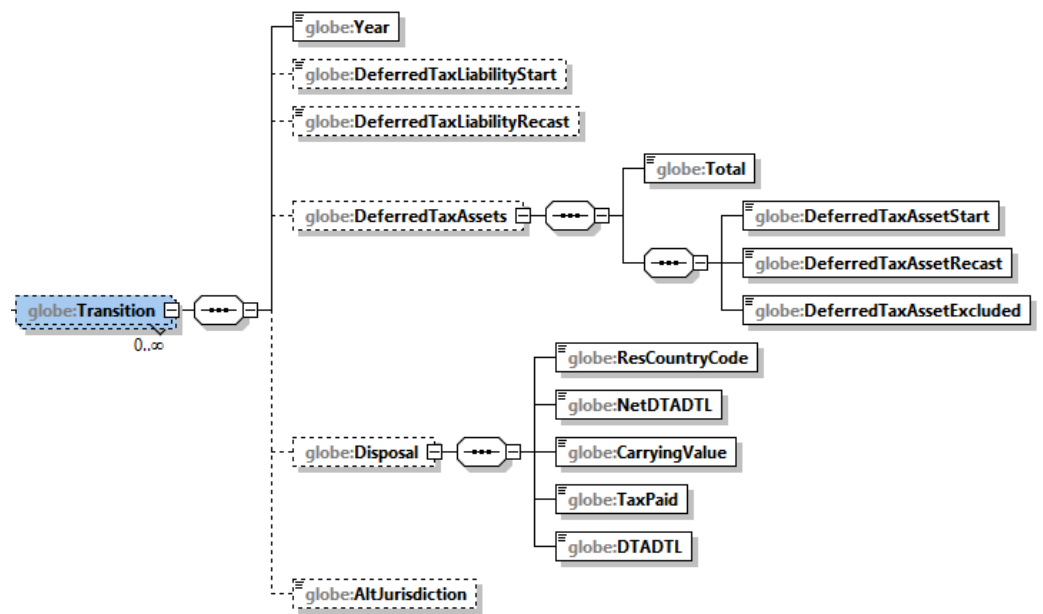 globe:Year
globe:DeferredTaxLiabilityStart
globe:DeferredTaxLiabilityRecast
globe:Total
globe:DeferredTaxAssets
globe:DeferredTaxAssetStart
globe:DeferredTaxAssetRecast
globe:DeferredTaxAssetExcluded
globe:Transition
0..∞
globe:ResCountryCode
globe:NetDTADTL
globe:Disposal
globe:CarryingValue
globe:TaxPaid
globe:DTADTL
globe:AltJurisdiction